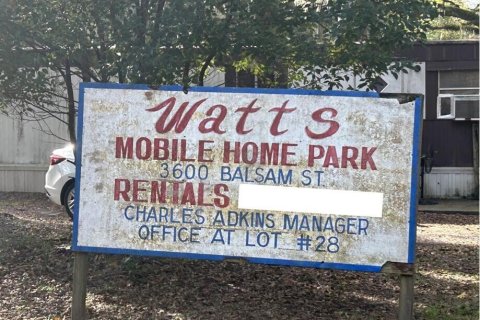 Watts
MOBILE HOME PARK
3600 BALSAM ST.
RENTALS
CHARLES ADKINS MANAGER
OFFICE AT LOT #28